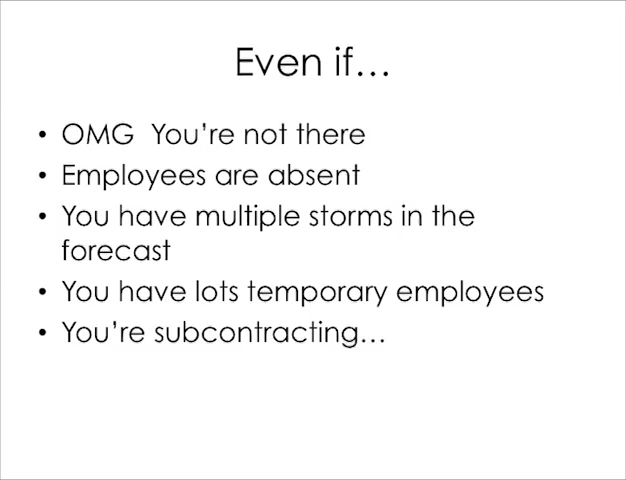 Even if…
• OMG  You're not there
• Employees are absent
• You have multiple storms in the
forecast
• You have lots temporary employees
• You're subcontracting…